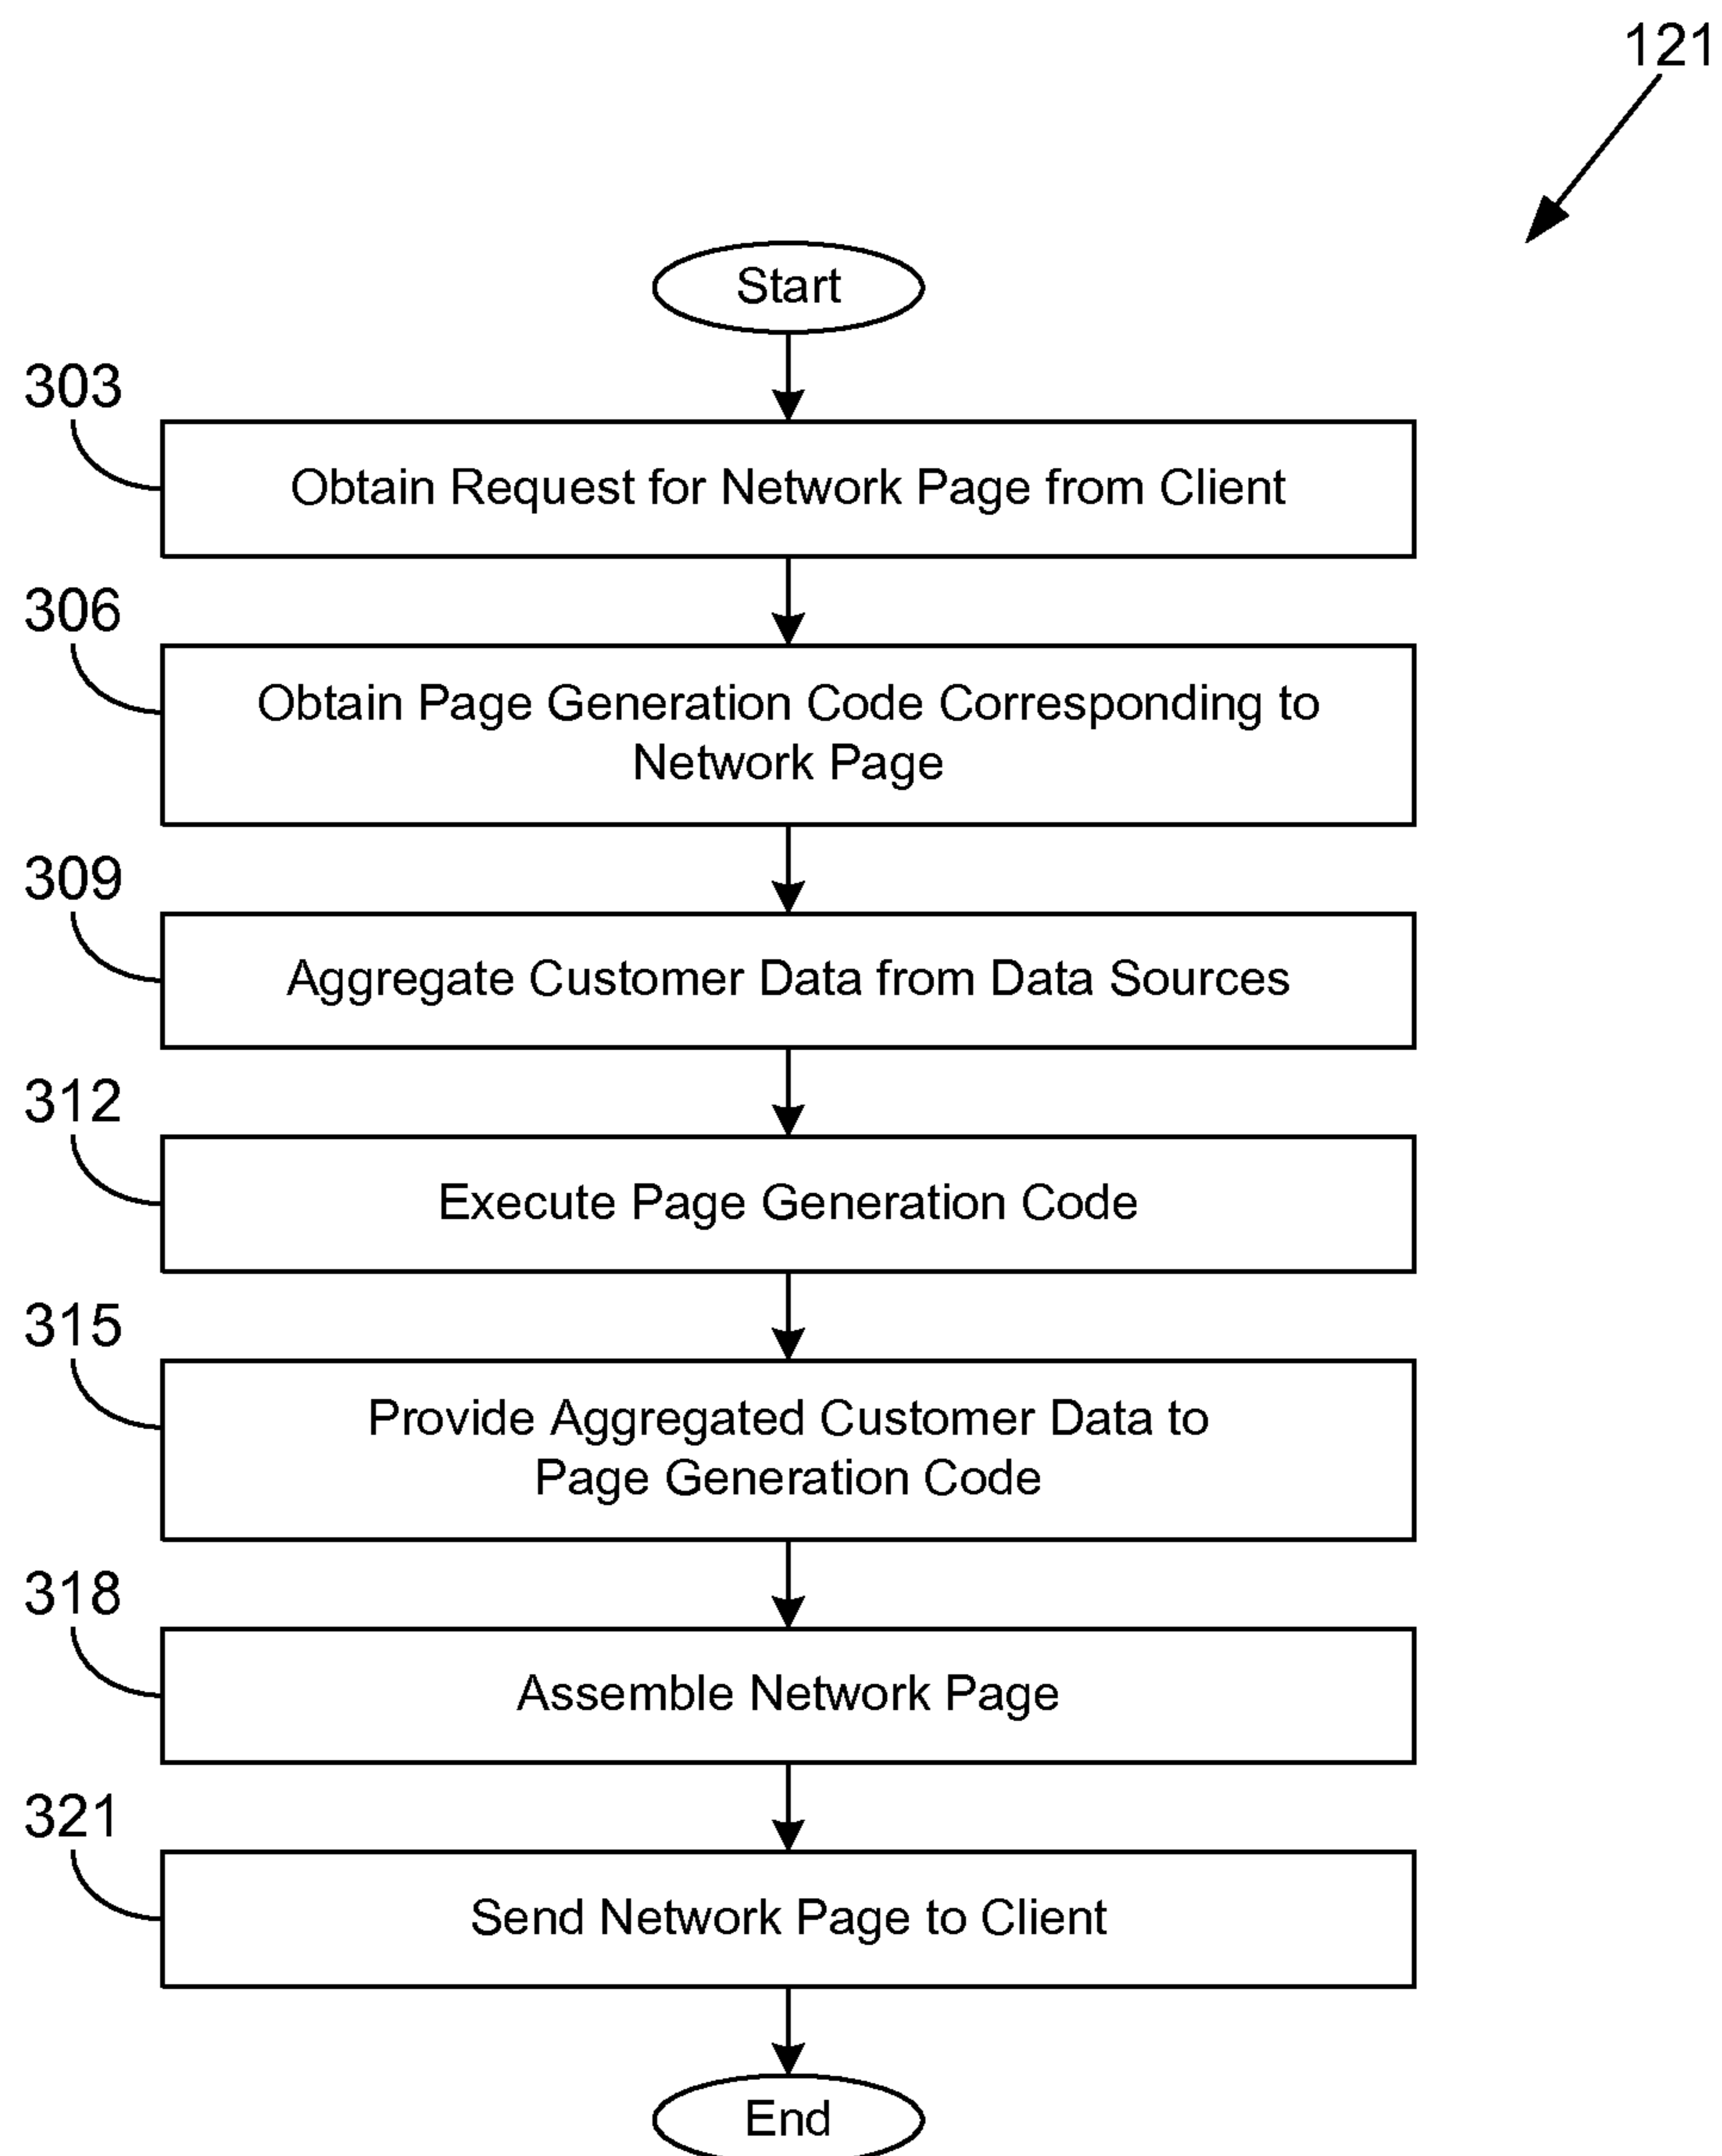 121
Start
303
Obtain Request for Network Page from Client
306
Obtain Page Generation Code Corresponding to
Network Page
309
Aggregate Customer Data from Data Sources
312
Execute Page Generation Code
315
Provide Aggregated Customer Data to
Page Generation Code
318
Assemble Network Page
321
Send Network Page to Client
End